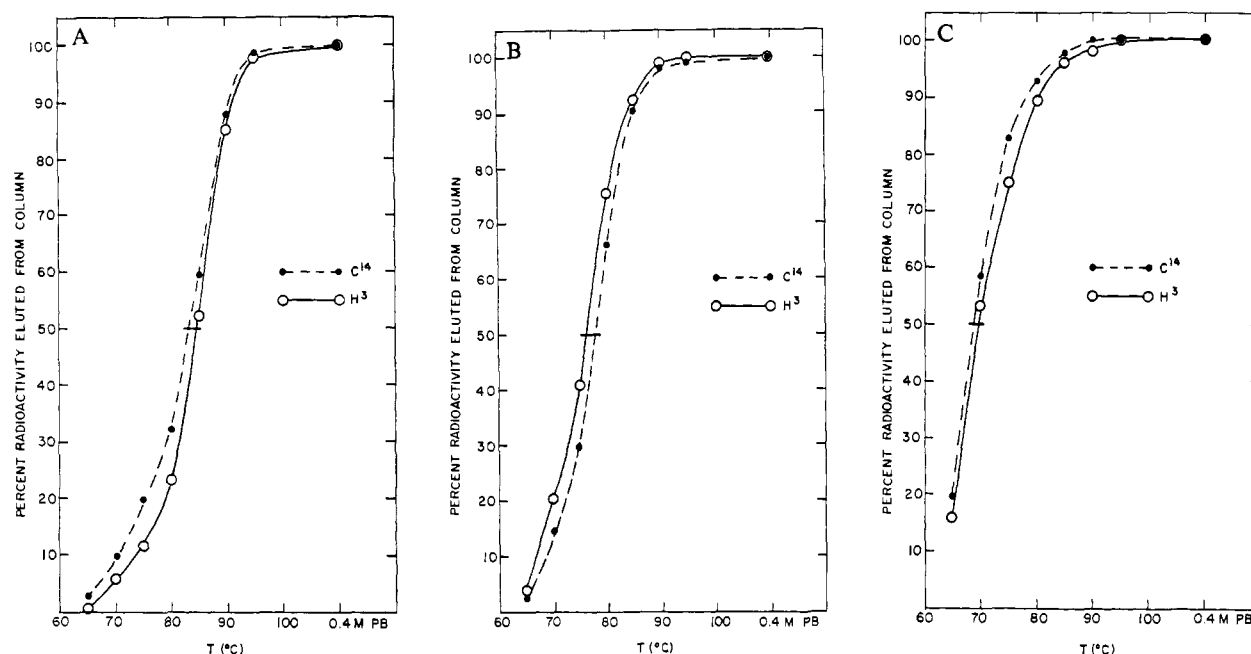 A
PERCENT RADIOACTIVITY ELUTED FROM COLUMN
100
90
80
70
60
50
40
30
20
10
C14
H3
60 70 80 90 100 0.4 M PB
T (°C)
B
PERCENT RADIOACTIVITY ELUTED FROM COLUMN
100
90
80
70
60
50
40
30
20
10
C14
H3
60 70 80 90 100 0.4 M PB
T (°C)
C
PERCENT RADIOACTIVITY ELUTED FROM COLUMN
100
90
80
70
60
50
40
30
20
10
C14
H3
60 70 80 90 100 0.4 M PB
T (°C)